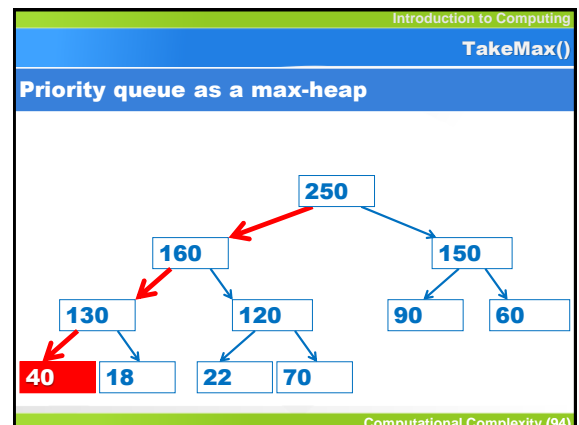 Introduction to Computing
TakeMax()
Priority queue as a max-heap
250
160 150
130 120 90 60
40 18 22 70
Computational Complexity (94)